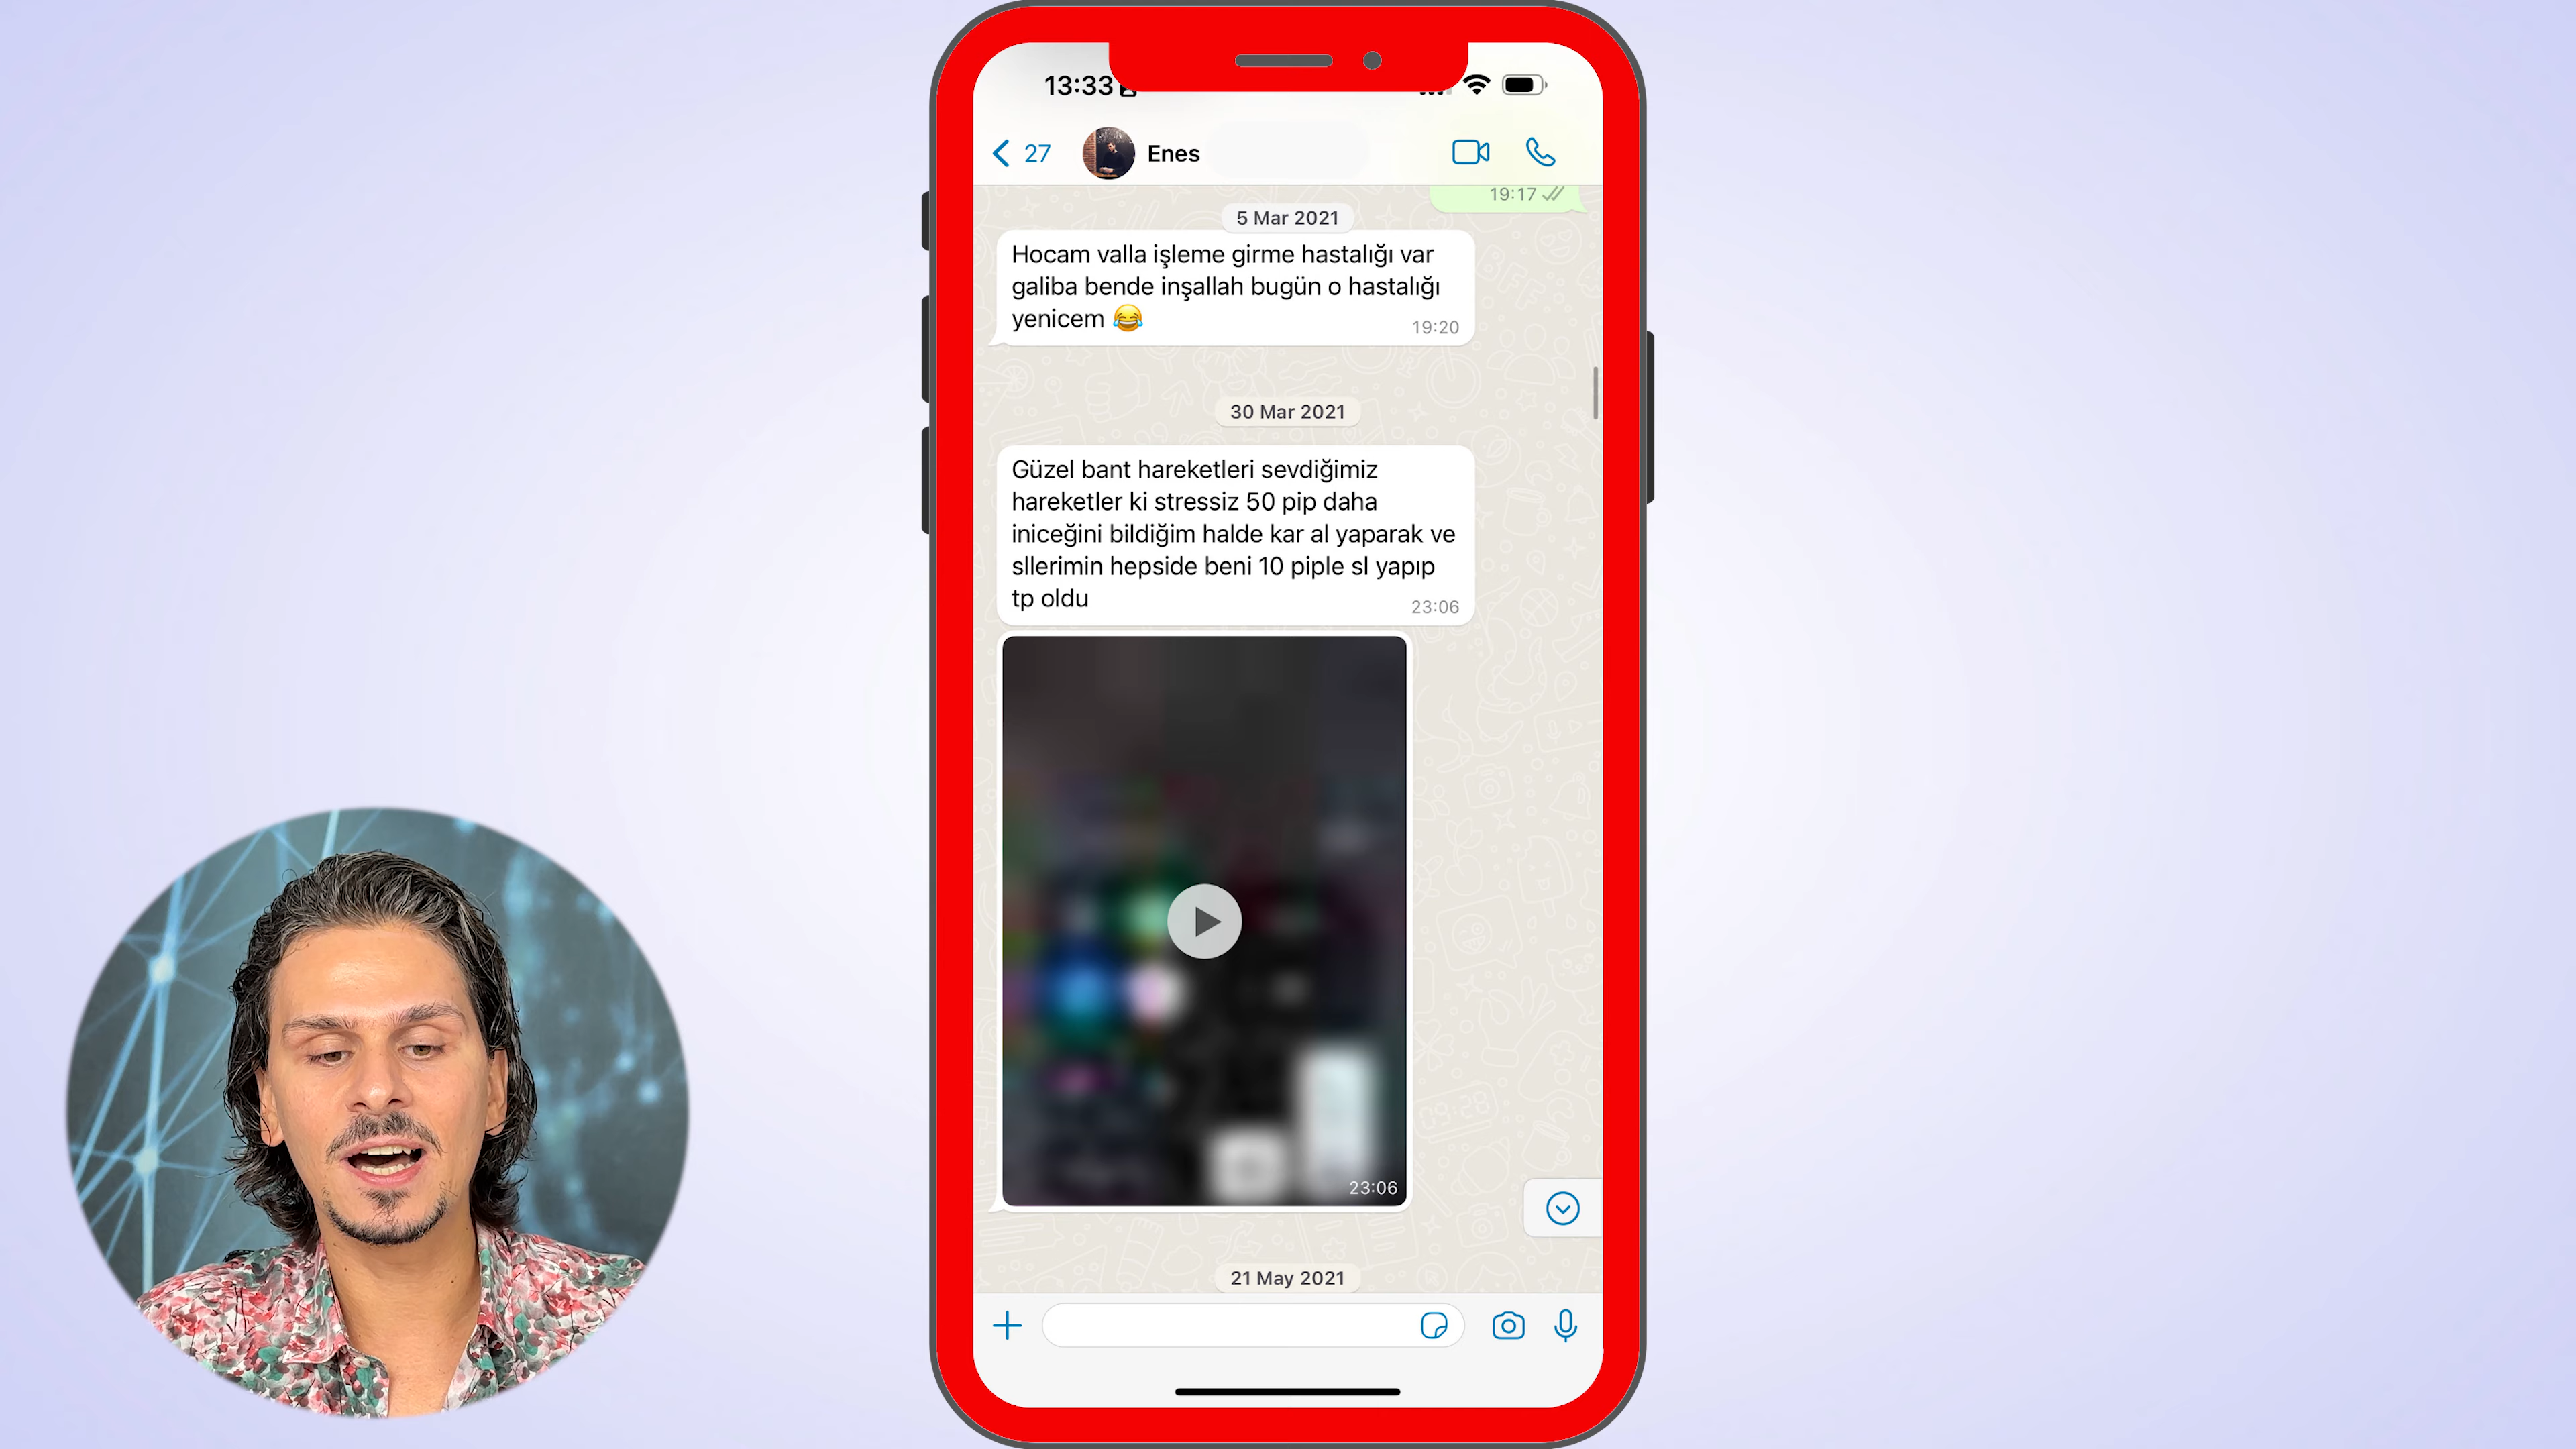 13:33
27
Enes
19:17
5 Mar 2021
Hocam valla işleme girme hastalığı var
galiba bende inşallah bugün o hastalığı
yenicem 😂
19:20
30 Mar 2021
Güzel bant hareketleri sevdiğimiz
hareketler ki stressiz 50 pip daha
iniceğini bildiğim halde kar al yaparak ve
sllerimin hepside beni 10 piple sl yapıp
tp oldu
23:06
23:06
21 May 2021